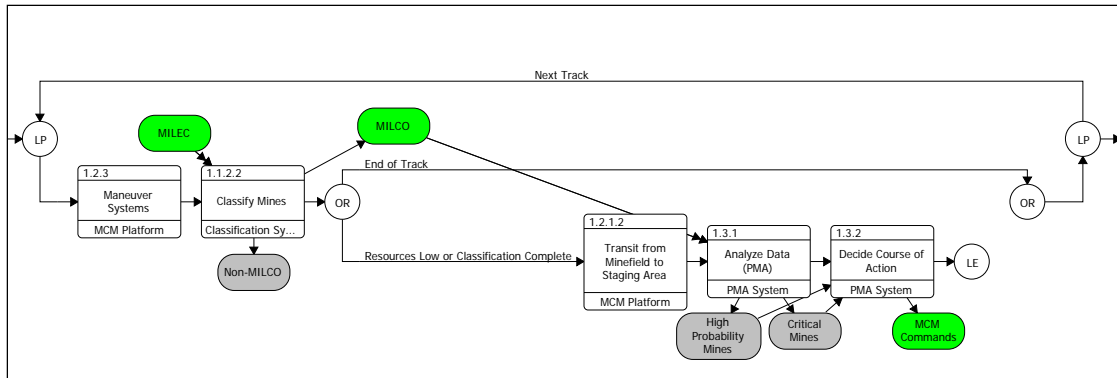 Next Track
LP
MILEC
MILCO
LP
End of Track
1.2.3
Maneuver
Systems
MCM Platform
1.1.2.2
Classify Mines
Classification Sy...
OR
OR
Non-MILCO
Resources Low or Classification Complete
1.2.1.2
Transit from
Minefield to
Staging Area
MCM Platform
1.3.1
Analyze Data
(PMA)
PMA System
1.3.2
Decide Course of
Action
PMA System
LE
High
Probability
Mines
Critical
Mines
MCM
Commands